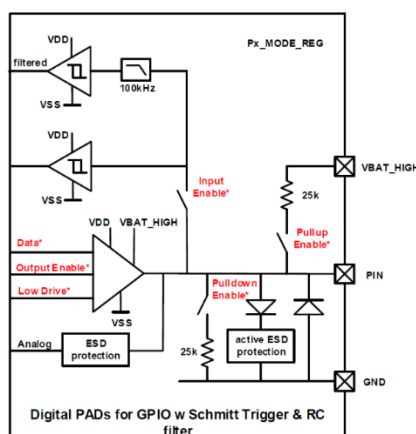 Px_MODE_REG
VDD
filtered
100kHz
VSS
VDD
VBAT_HIGH
Input
Enable*
25k
VSS
Pullup
Enable*
VDD
VBAT_HIGH
Data*
Output Enable*
PIN
Low Drive*
Pulldown
Enable*
VSS
Analog
ESD
protection
25k
active ESD
protection
GND
Digital PADs for GPIO w Schmitt Trigger & RC
filter